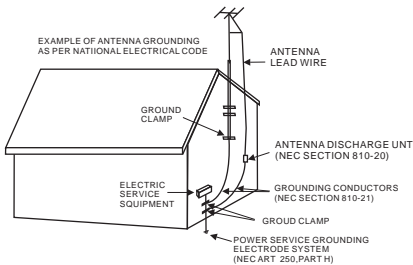 EXAMPLE OF ANTENNA GROUNDING
AS PER NATIIONAL ELECTRICAL CODE
ANTENNA
LEAD WIRE
GROUND
CLAMP
ANTENNA DISCHARGE UNT
(NEC SECTION 810-20)
ELECTRIC
SERVICE
EQUIPMENT
GROUNDING CONDUCTORS
(NEC SECTION 810-21)
GROUD CLAMP
POWER SERVICE GROUNDING
ELECTRODE SYSTEM
(NEC ART 250,PART H)